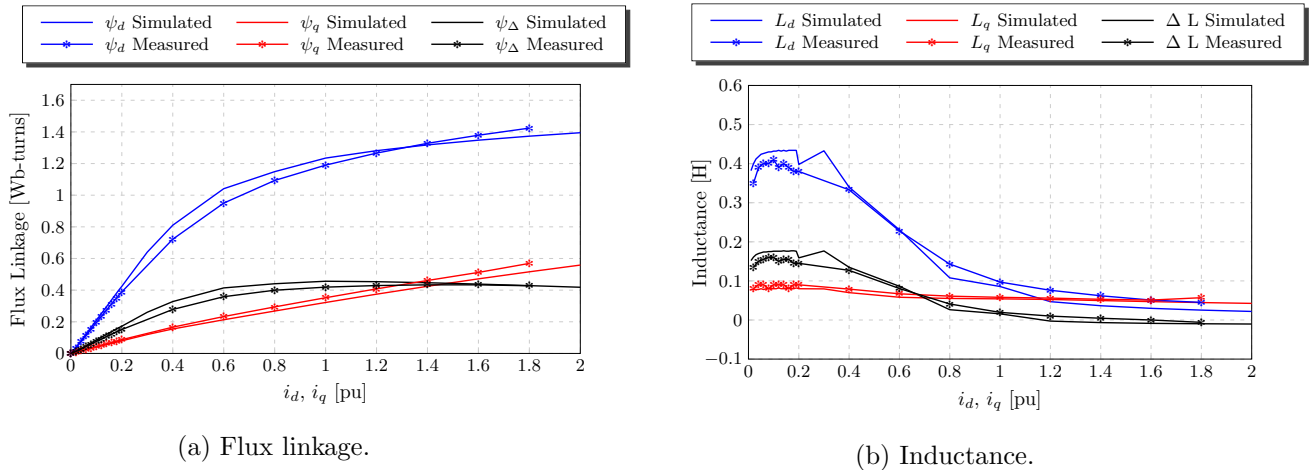 ψd Simulated ψq Simulated ψΔ Simulated
ψd Measured ψq Measured ψΔ Measured
1.6
1.4
1.2
1
0.8
0.6
0.4
0.2
0
Flux Linkage [Wb-turns]
0 0.2 0.4 0.6 0.8 1.0 1.2 1.4 1.6 1.8 2
id, iq [pu]
(a) Flux linkage.
Ld Simulated Lq Simulated Δ L Simulated
Ld Measured Lq Measured Δ L Measured
0.6
0.5
0.4
0.3
0.2
0.1
0
−0.1
Inductance [H]
0 0.2 0.4 0.6 0.8 1.0 1.2 1.4 1.6 1.8 2
id, iq [pu]
(b) Inductance.